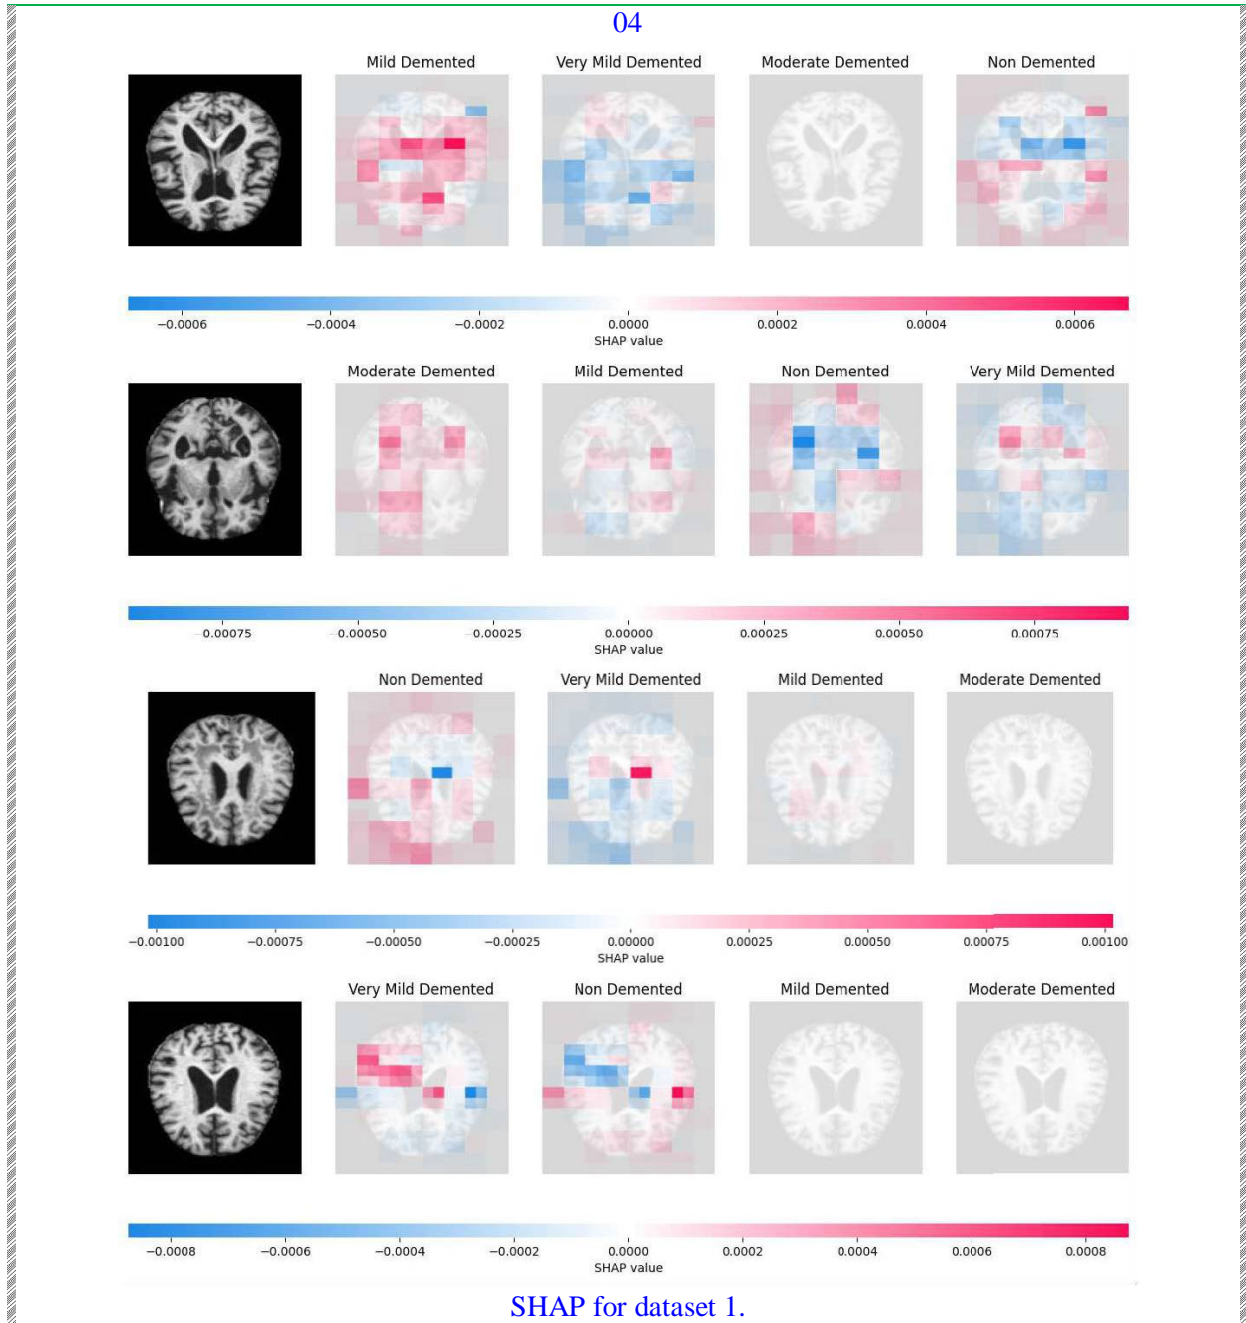 04
Mild Demented Very Mild Demented Moderate Demented Non Demented
−0.0006 −0.0004 −0.0002 0.0000 0.0002 0.0004 0.0006
SHAP value
Moderate Demented Mild Demented Non Demented Very Mild Demented
−0.00075 −0.00050 −0.00025 0.00000 0.00025 0.00050 0.00075
SHAP value
Non Demented Very Mild Demented Mild Demented Moderate Demented
−0.00100 −0.00075 −0.00050 −0.00025 0.00000 0.00025 0.00050 0.00075 0.00100
SHAP value
Very Mild Demented Non Demented Mild Demented Moderate Demented
−0.0008 −0.0006 −0.0004 −0.0002 0.0000 0.0002 0.0004 0.0006 0.0008
SHAP value
SHAP for dataset 1.